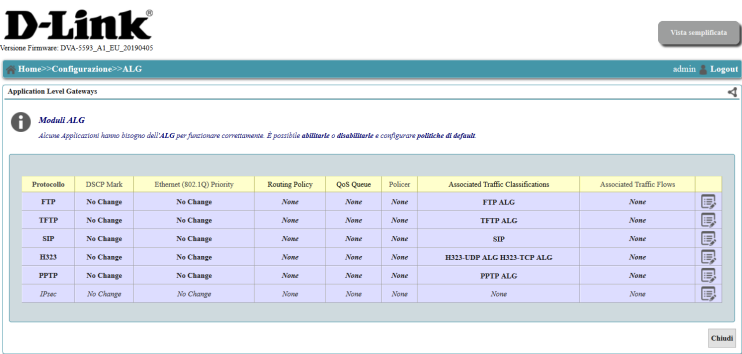 D-Link®
Vista semplificata
Versione Firmware: DVA-5593_A1_EU_20190405
Home>>Configurazione>>ALG admin Logout
Application Level Gateways
Moduli ALG
Alcune Applicazioni hanno bisogno dell'ALG per funzionare correttamente. È possibile abilitarle o disabilitarle e configurare politiche di default.
Protocollo DSCP Mark Ethernet (802.1Q) Priority Routing Policy QoS Queue Policer Associated Traffic Classifications Associated Traffic Flows
FTP No Change No Change None None None FTP ALG None
TFTP No Change No Change None None None TFTP ALG None
SIP No Change No Change None None None SIP None
H323 No Change No Change None None None H323-UDP ALG H323-TCP ALG None
PPTP No Change No Change None None None PPTP ALG None
IPsec No Change No Change None None None None None
Chiudi